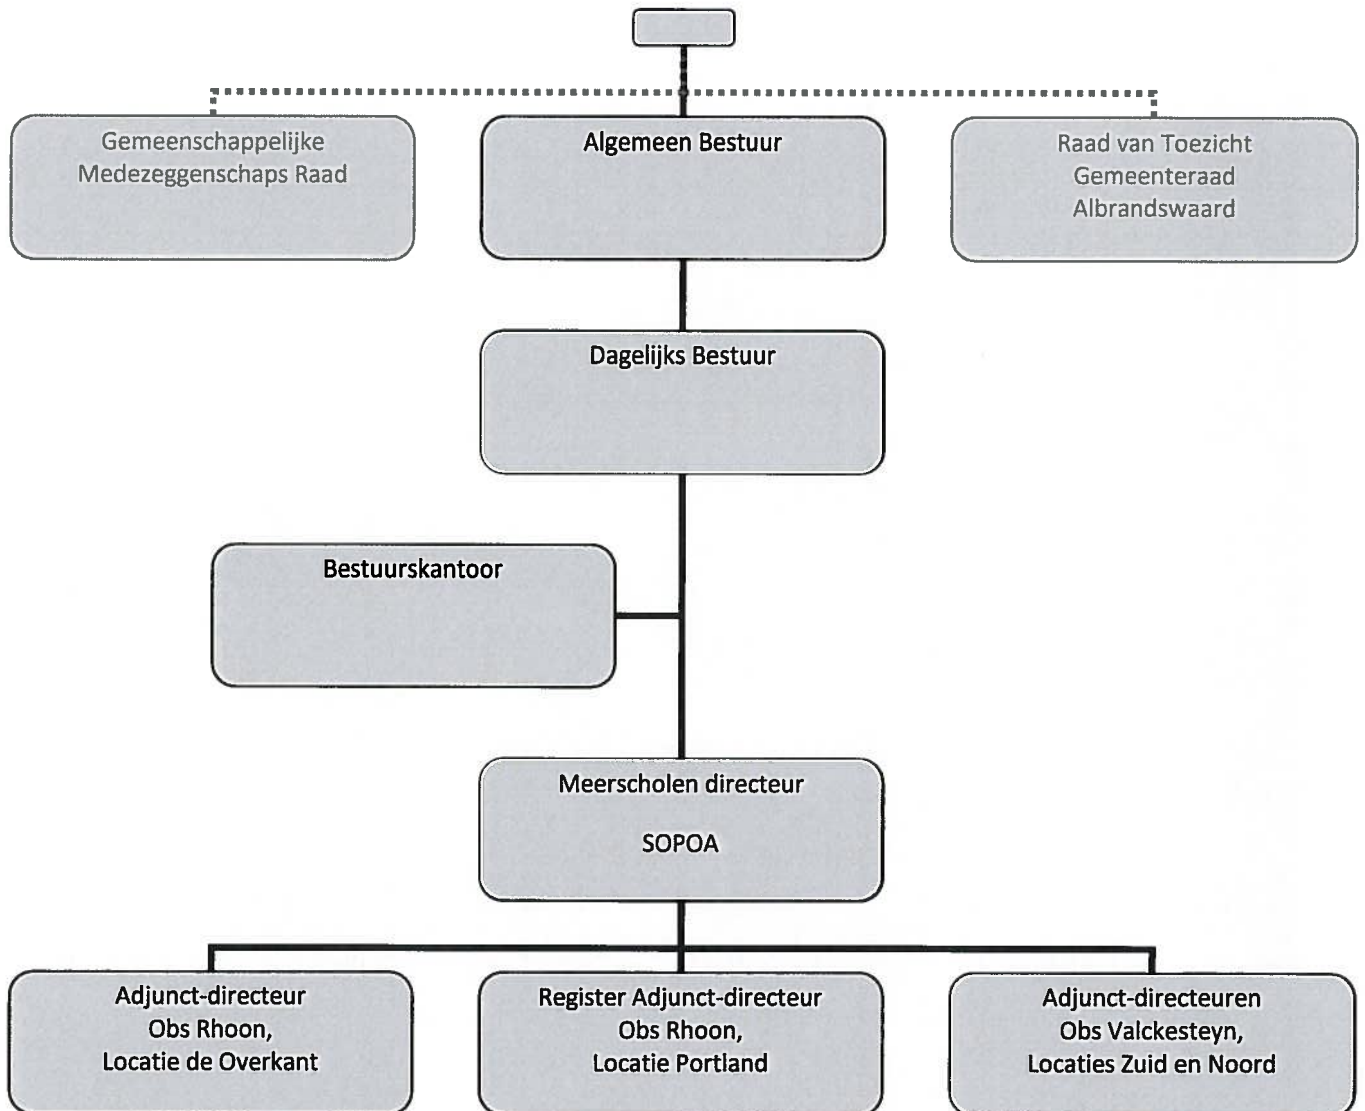 Gemeenschappelijke
Medezeggenschaps Raad
Algemeen Bestuur
Raad van Toezicht
Gemeenteraad
Albrandswaard
Dagelijks Bestuur
Bestuurskantoor
Meerscholen directeur
SOPOA
Adjunct-directeur
Obs Rhoon,
Locatie de Overkant
Register Adjunct-directeur
Obs Rhoon,
Locatie Portland
Adjunct-directeuren
Obs Valckesteyn,
Locaties Zuid en Noord